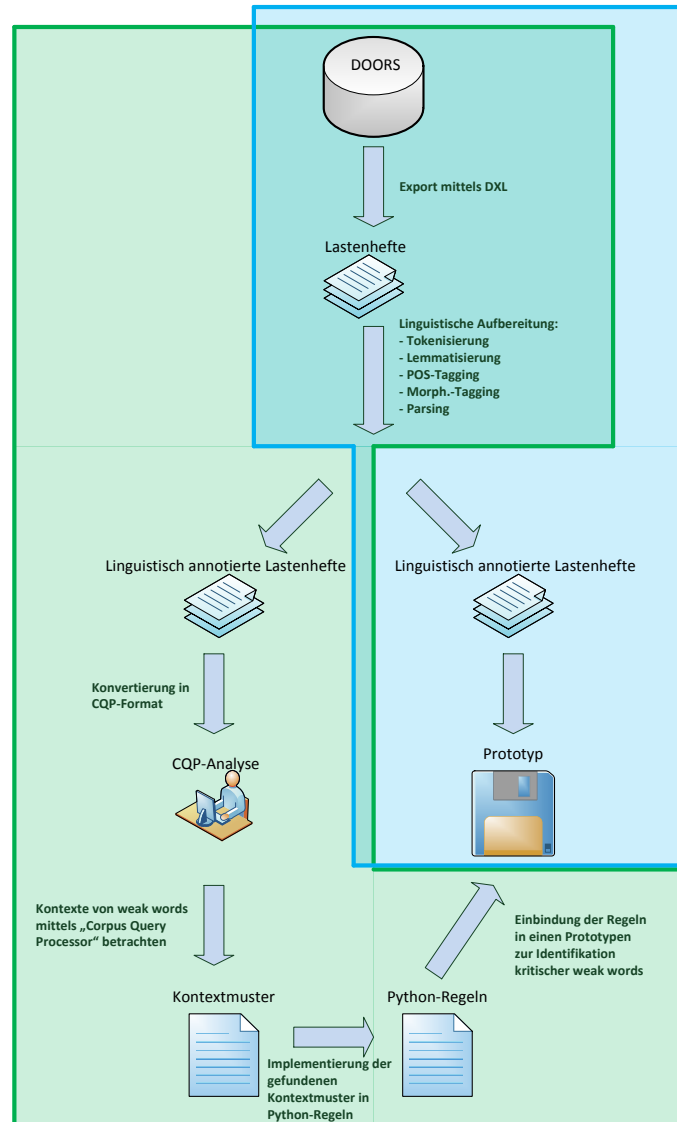 DOORS
Export mittels DXL
Lastenhefte
Linguistische Aufbereitung:
- Tokenisierung
- Lemmatisierung
- POS-Tagging
- Morph.-Tagging
- Parsing
Linguistisch annotierte Lastenhefte
Linguistisch annotierte Lastenhefte
Konvertierung in
CQP-Format
CQP-Analyse
Prototyp
Kontexte von weak words
mittels „Corpus Query
Processor“ betrachten
Einbindung der Regeln
in einen Prototypen
zur Identifikation
kritischer weak words
Kontextmuster
Python-Regeln
Implementierung der
gefundenen
Kontextmuster in
Python-Regeln